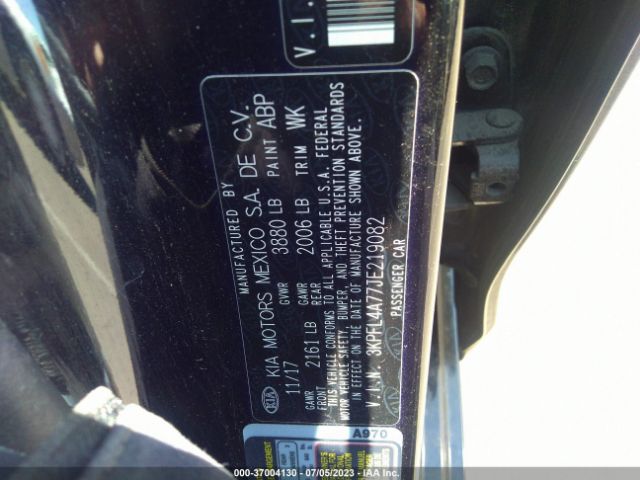 V.I.
MANUFACTURED BY
KIA KIA MOTORS MEXICO S.A. DE C.V.
11/17 GVWR 3880 LB PAINT ABP
GAWR FRONT 2161 LB GAWR REAR 2006 LB TRIM WK
THIS VEHICLE CONFORMS TO ALL APPLICABLE U.S.A. FEDERAL
MOTOR VEHICLE SAFETY, BUMPER, AND THEFT PREVENTION STANDARDS
IN EFFECT ON THE DATE OF MANUFACTURE SHOWN ABOVE.
V.I.N. 3KPFL4A77JE219082
PASSENGER CAR
A970
© IAA - 37004130 | 07/05/2023 - © IAA Inc.